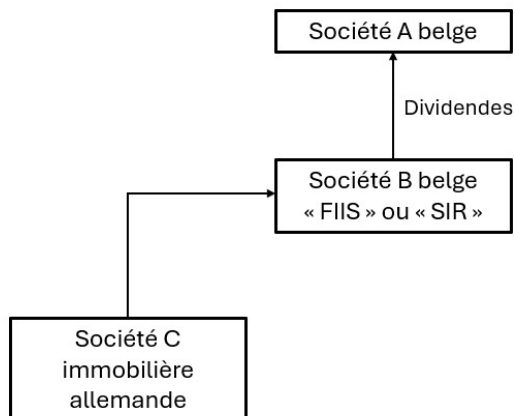 Société A belge
Dividendes
Société B belge
« FIIS » ou « SIR »
Société C
immobilière
allemande